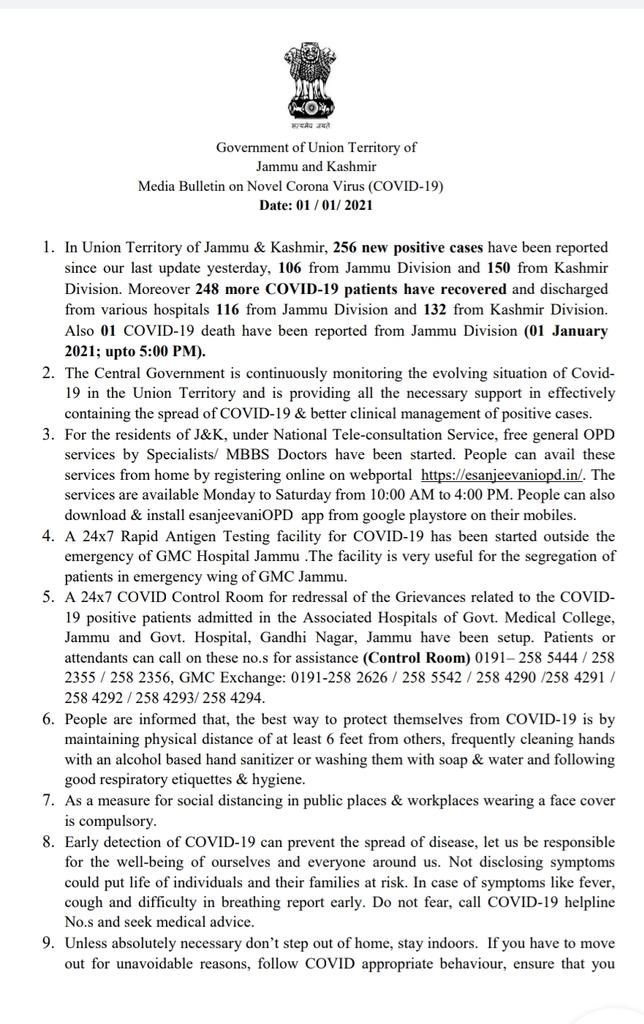 सत्यमेव जयते
Government of Union Territory of
Jammu and Kashmir
Media Bulletin on Novel Corona Virus (COVID-19)
Date: 01 / 01/ 2021
1. In Union Territory of Jammu & Kashmir, 256 new positive cases have been reported
since our last update yesterday, 106 from Jammu Division and 150 from Kashmir
Division. Moreover 248 more COVID-19 patients have recovered and discharged
from various hospitals 116 from Jammu Division and 132 from Kashmir Division.
Also 01 COVID-19 death have been reported from Jammu Division (01 January
2021; upto 5:00 PM).
2. The Central Government is continuously monitoring the evolving situation of Covid-
19 in the Union Territory and is providing all the necessary support in effectively
containing the spread of COVID-19 & better clinical management of positive cases.
3. For the residents of J&K, under National Tele-consultation Service, free general OPD
services by Specialists/ MBBS Doctors have been started. People can avail these
services from home by registering online on webportal https://esanjeevaniopd.in/. The
services are available Monday to Saturday from 10:00 AM to 4:00 PM. People can also
download & install esanjeevaniOPD app from google playstore on their mobiles.
4. A 24x7 Rapid Antigen Testing facility for COVID-19 has been started outside the
emergency of GMC Hospital Jammu .The facility is very useful for the segregation of
patients in emergency wing of GMC Jammu.
5. A 24x7 COVID Control Room for redressal of the Grievances related to the COVID-
19 positive patients admitted in the Associated Hospitals of Govt. Medical College,
Jammu and Govt. Hospital, Gandhi Nagar, Jammu have been setup. Patients or
attendants can call on these no.s for assistance (Control Room) 0191– 258 5444 / 258
2355 / 258 2356, GMC Exchange: 0191-258 2626 / 258 5542 / 258 4290 /258 4291 /
258 4292 / 258 4293/ 258 4294.
6. People are informed that, the best way to protect themselves from COVID-19 is by
maintaining physical distance of at least 6 feet from others, frequently cleaning hands
with an alcohol based hand sanitizer or washing them with soap & water and following
good respiratory etiquettes & hygiene.
7. As a measure for social distancing in public places & workplaces wearing a face cover
is compulsory.
8. Early detection of COVID-19 can prevent the spread of disease, let us be responsible
for the well-being of ourselves and everyone around us. Not disclosing symptoms
could put life of individuals and their families at risk. In case of symptoms like fever,
cough and difficulty in breathing report early. Do not fear, call COVID-19 helpline
No.s and seek medical advice.
9. Unless absolutely necessary don’t step out of home, stay indoors. If you have to move
out for unavoidable reasons, follow COVID appropriate behaviour, ensure that you